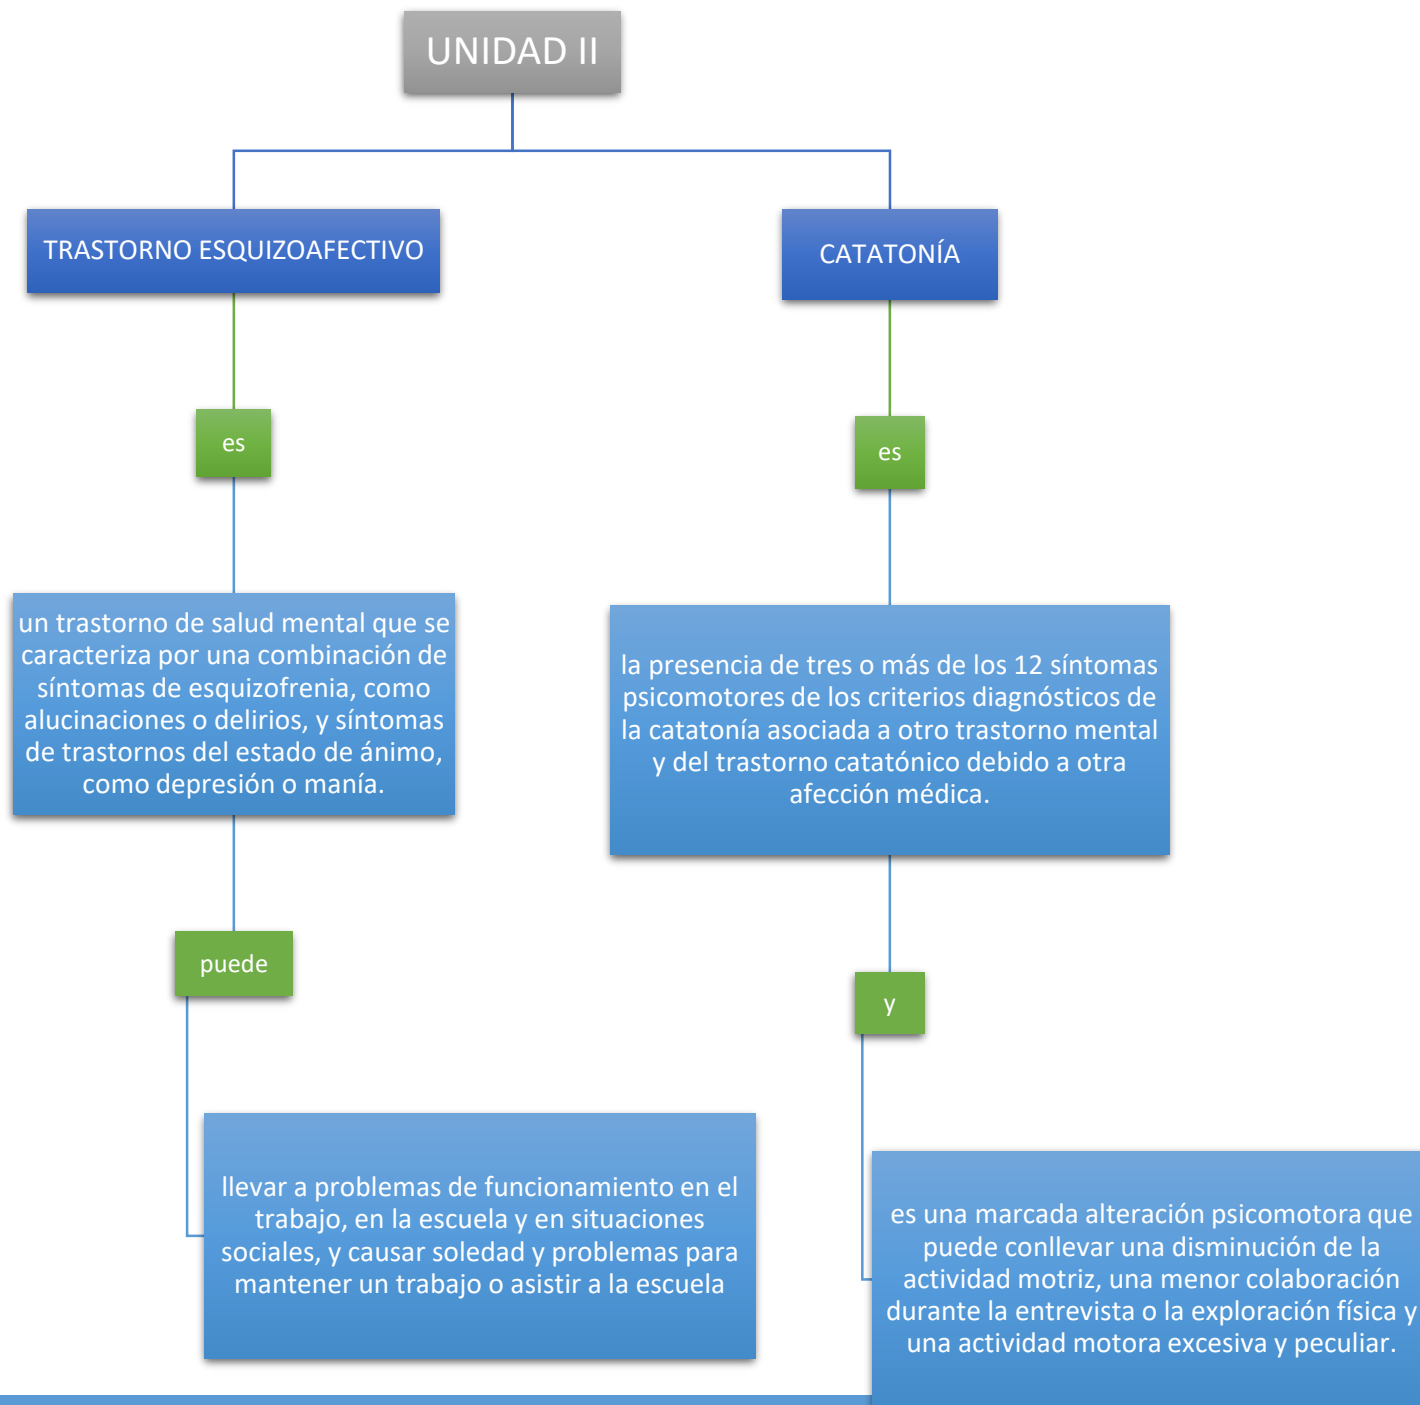 UNIDAD II
TRASTORNO ESQUIZOAFECTIVO
es
un trastorno de salud mental que se
caracteriza por una combinación de
síntomas de esquizofrenia, como
alucinaciones o delirios, y síntomas
de trastornos del estado de ánimo,
como depresión o manía.
puede
llevar a problemas de funcionamiento en el
trabajo, en la escuela y en situaciones
sociales, y causar soledad y problemas para
mantener un trabajo o asistir a la escuela
CATATONÍA
es
la presencia de tres o más de los 12 síntomas
psicomotores de los criterios diagnósticos de
la catatonía asociada a otro trastorno mental
y del trastorno catatónico debido a otra
afección médica.
y
es una marcada alteración psicomotora que
puede conllevar una disminución de la
actividad motriz, una menor colaboración
durante la entrevista o la exploración física y
una actividad motora excesiva y peculiar.